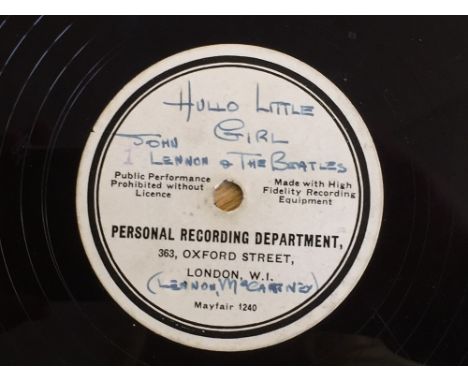 HULLO LITTLE
GIRL
JOHN
1 LENNON & THE BEATLES
Public Performance
Prohibited without
Licence
Made with High
Fidelity Recording
Equipment
PERSONAL RECORDING DEPARTMENT,
363, OXFORD STREET,
LONDON, W.I.
(LENNON, McCARTNEY)
Mayfair 1240